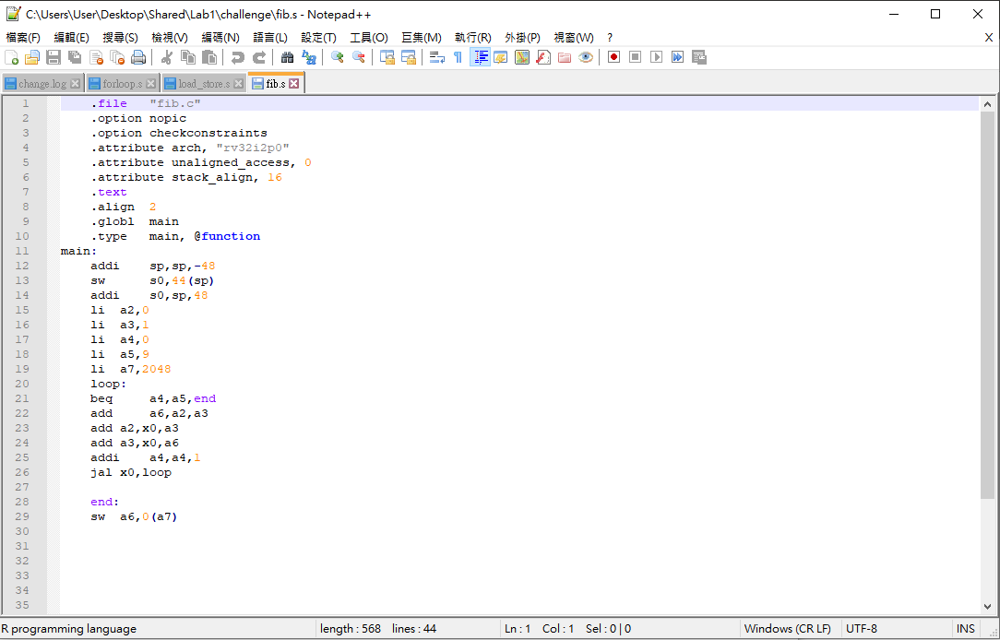 C:\Users\User\Desktop\Shared\Lab1\challenge\fib.s - Notepad++
檔案(F) 編輯(E) 搜尋(S) 檢視(V) 編碼(N) 語言(L) 設定(T) 工具(O) 巨集(M) 執行(R) 外掛(P) 視窗(W) ? X
change.log forloop.s load_store.s fib.s
1 .file "fib.c"
2 .option nopic
3 .option checkconstraints
4 .attribute arch, "rv32i2p0"
5 .attribute unaligned_access, 0
6 .attribute stack_align, 16
7 .text
8 .align 2
9 .globl main
10 .type main, @function
11 main:
12 addi sp,sp,-48
13 sw s0,44(sp)
14 addi s0,sp,48
15 li a2,0
16 li a3,1
17 li a4,0
18 li a5,9
19 li a7,2048
20 loop:
21 beq a4,a5,end
22 add a6,a2,a3
23 add a2,x0,a3
24 add a3,x0,a6
25 addi a4,a4,1
26 jal x0,loop
27
28 end:
29 sw a6,0(a7)
30
31
32
33
34
35
R programming language length : 568 lines : 44 Ln : 1 Col : 1 Sel : 0 | 0 Windows (CR LF) UTF-8 INS